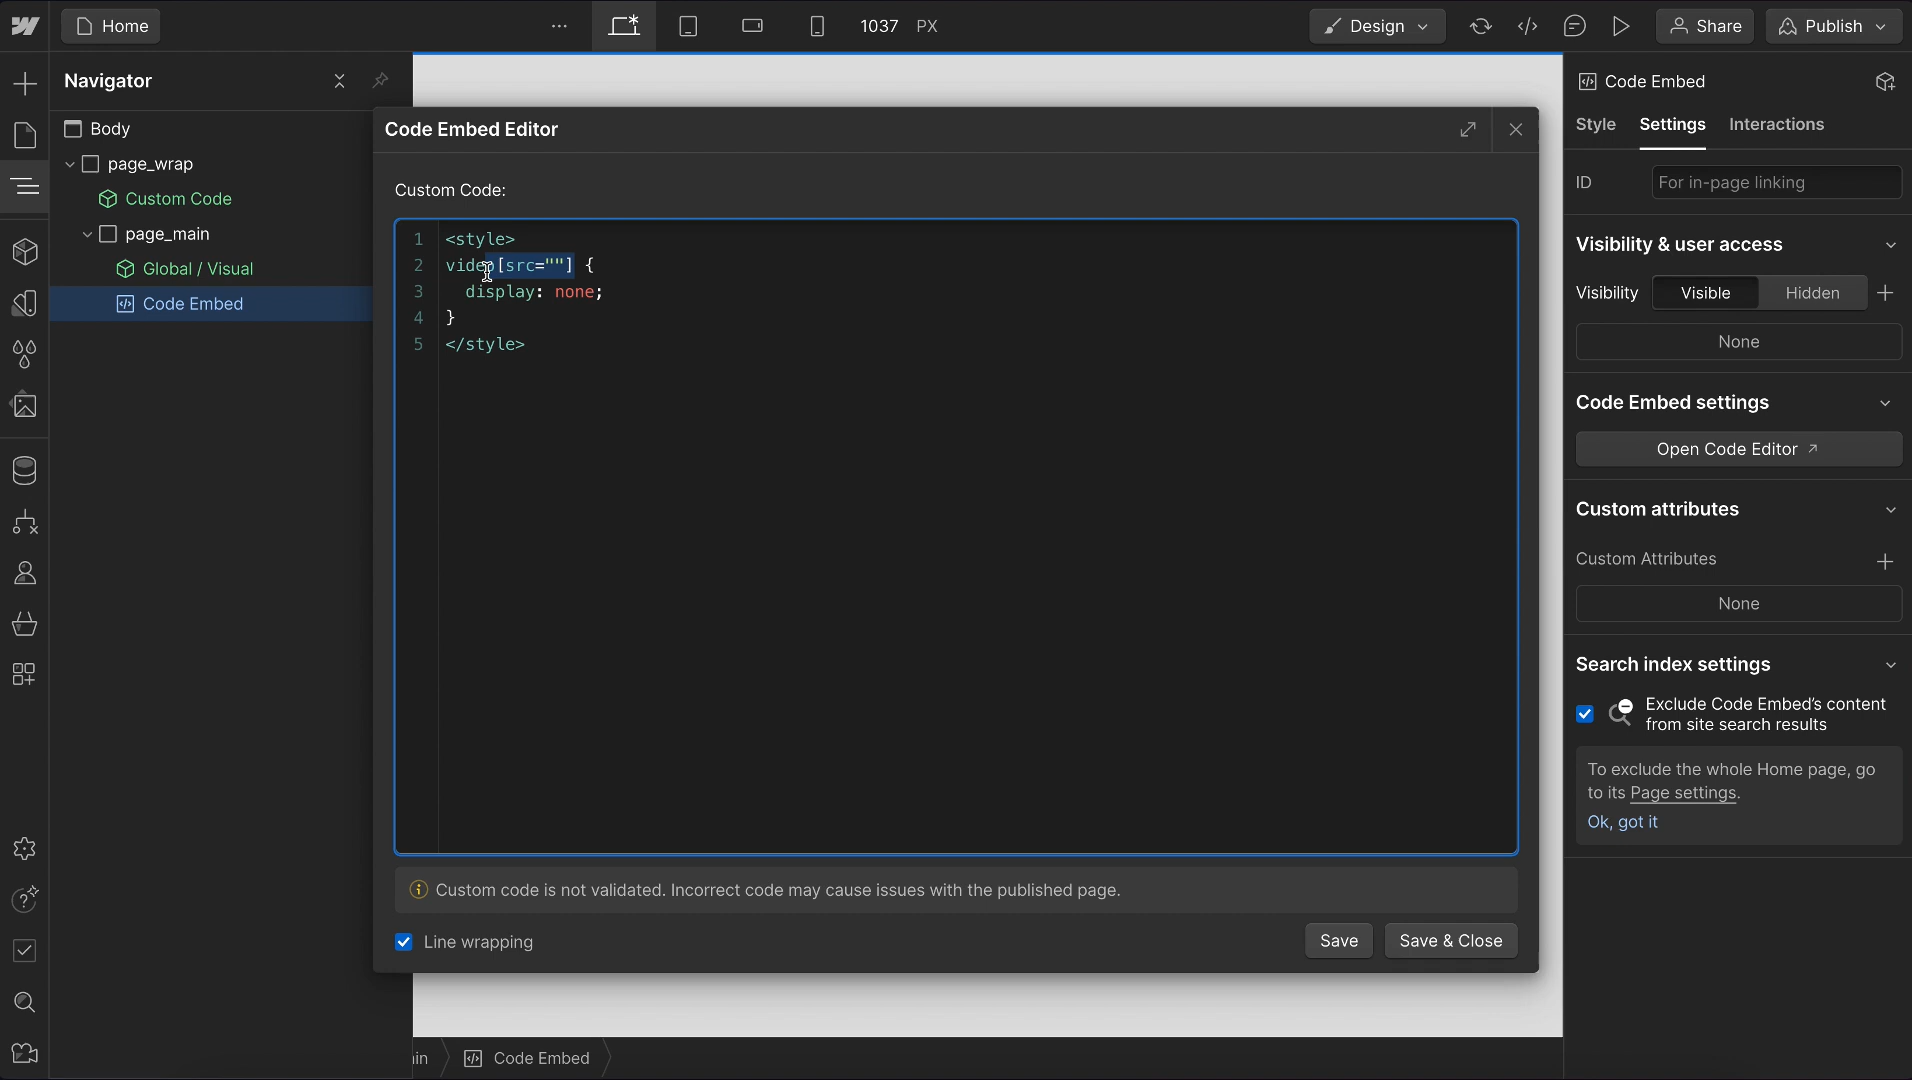 Home
1037 PX
Design
Share
Publish
Navigator
Body
page_wrap
Custom Code
page_main
Global / Visual
Code Embed
Code Embed Editor
Custom Code:
1 <style>
2 video[src=""] {
3 display: none;
4 }
5 </style>
Custom code is not validated. Incorrect code may cause issues with the published page.
Line wrapping
Save
Save & Close
in
Code Embed
Code Embed
Style Settings Interactions
ID For in-page linking
Visibility & user access
Visibility Visible Hidden
None
Code Embed settings
Open Code Editor
Custom attributes
Custom Attributes
None
Search index settings
Exclude Code Embed's content
from site search results
To exclude the whole Home page, go
to its Page settings.
Ok, got it